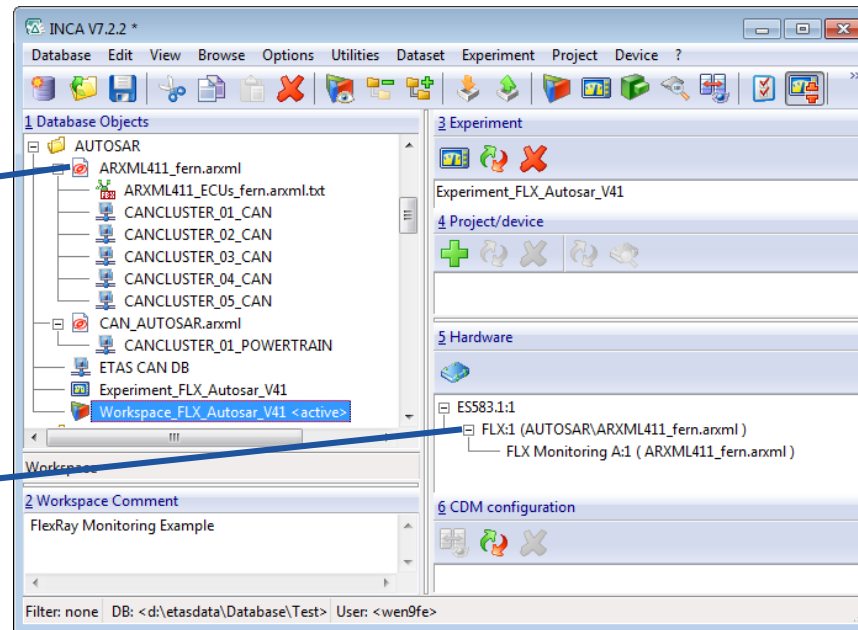 INCA V7.2.2 *
Database Edit View Browse Options Utilities Dataset Experiment Project Device ?
1 Database Objects
AUTOSAR
ARXML411_fern.arxml
ARXML411_ECUs_fern.arxml.txt
CANCLUSTER_01_CAN
CANCLUSTER_02_CAN
CANCLUSTER_03_CAN
CANCLUSTER_04_CAN
CANCLUSTER_05_CAN
CAN_AUTOSAR.arxml
CANCLUSTER_01_POWERTRAIN
ETAS CAN DB
Experiment_FLX_Autosar_V41
Workspace_FLX_Autosar_V41 <active>
Workspace
2 Workspace Comment
FlexRay Monitoring Example
3 Experiment
Experiment_FLX_Autosar_V41
4 Project/device
5 Hardware
ES583.1:1
FLX:1 (AUTOSAR\ARXML411_fern.arxml )
FLX Monitoring A:1 ( ARXML411_fern.arxml )
6 CDM configuration
Filter: none DB: <d:\etasdata\Database\Test> User: <wen9fe>